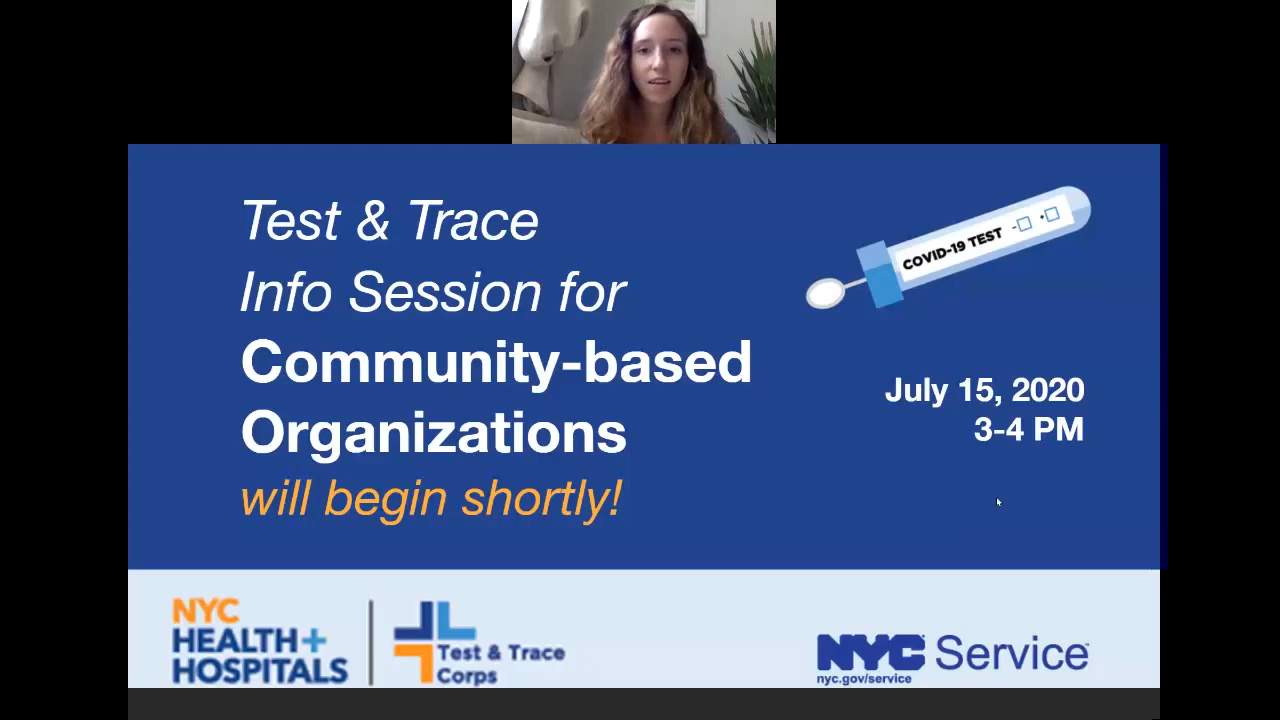 Test & Trace
Info Session for
Community-based
Organizations
will begin shortly!
COVID-19 TEST - +
July 15, 2020
3-4 PM
NYC
HEALTH+
HOSPITALS
Test & Trace
Corps
NYC Service
nyc.gov/service